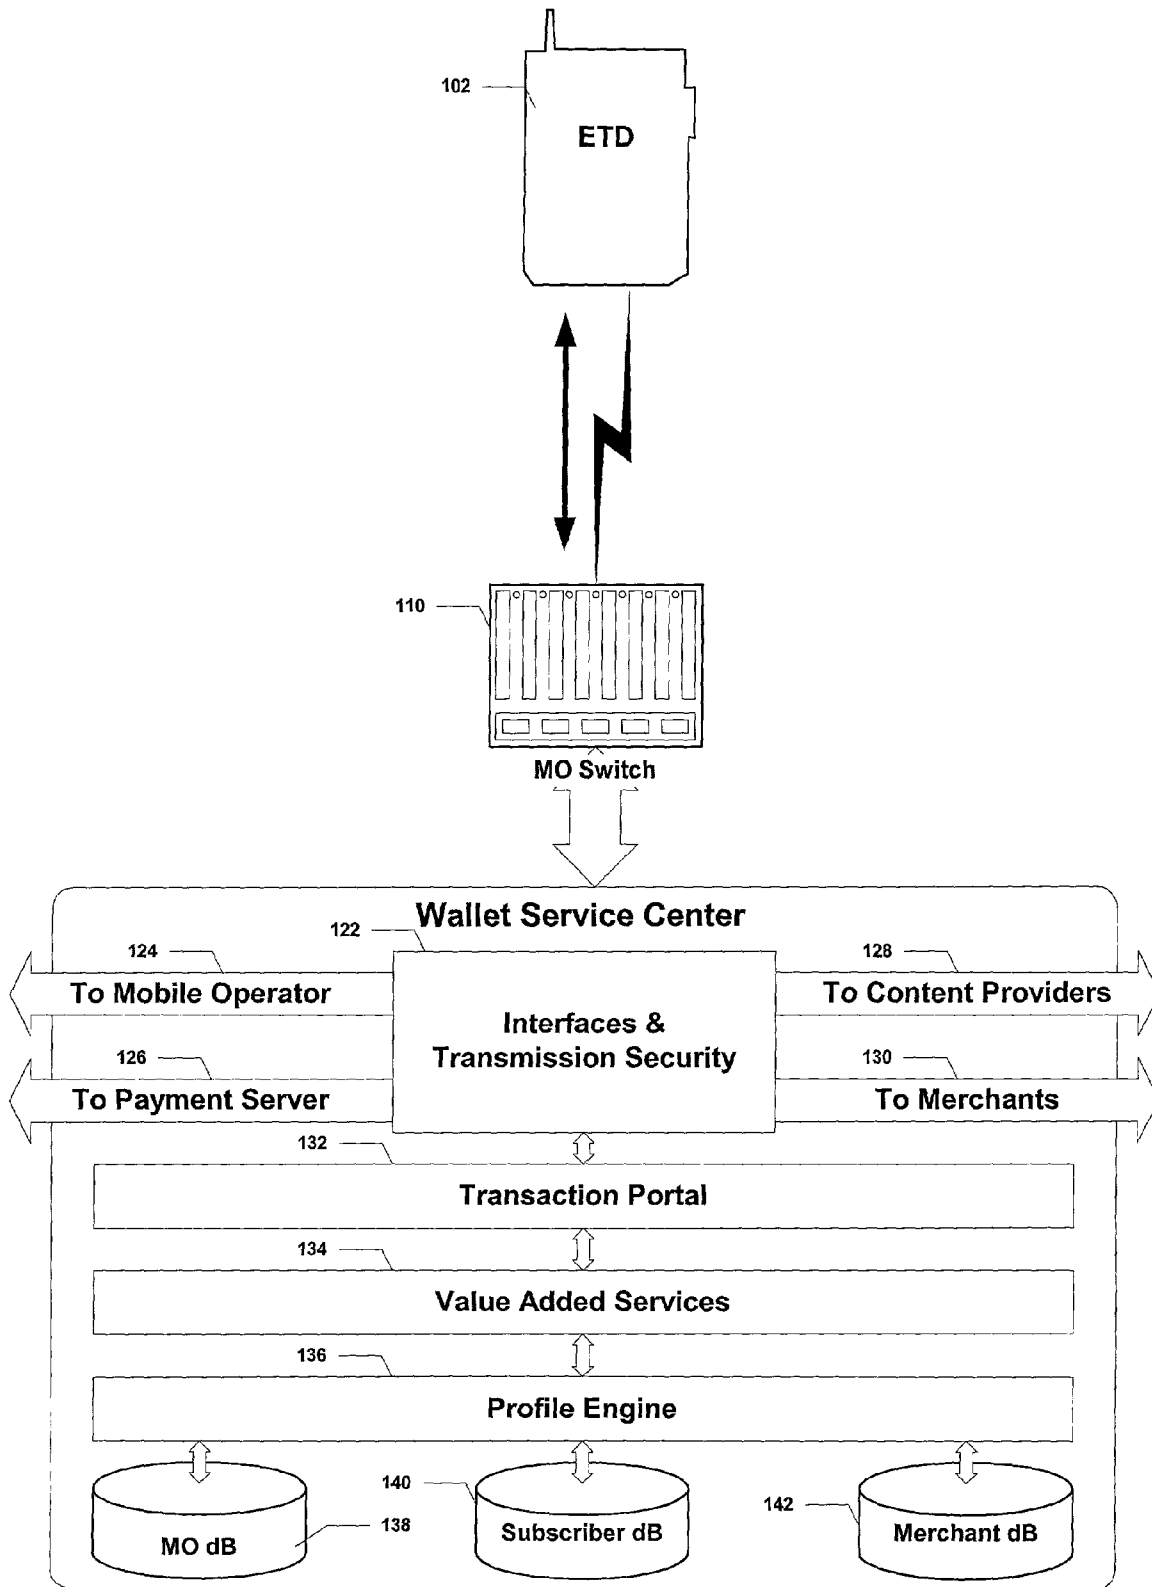 102
ETD
110
MO Switch
Wallet Service Center
122
124
128
To Mobile Operator
To Content Providers
Interfaces &
Transmission Security
126
130
To Payment Server
To Merchants
132
Transaction Portal
134
Value Added Services
136
Profile Engine
140
142
138
MO dB
Subscriber dB
Merchant dB